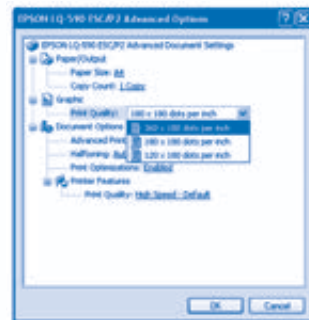 EPSON LQ-590 ESC/P2 Advanced Options
EPSON LQ-590 ESC/P2 Advanced Document Settings
Paper/Output
Paper Size: A4
Copy Count: 1 Copy
Graphic
Print Quality: 180 x 180 dots per inch
360 x 180 dots per inch
Document Options
180 x 180 dots per inch
Advanced Print
120 x 180 dots per inch
Halftoning:
Print Optimizations: Enabled
Printer Features
Print Quality: High Speed - Default
OK
Cancel